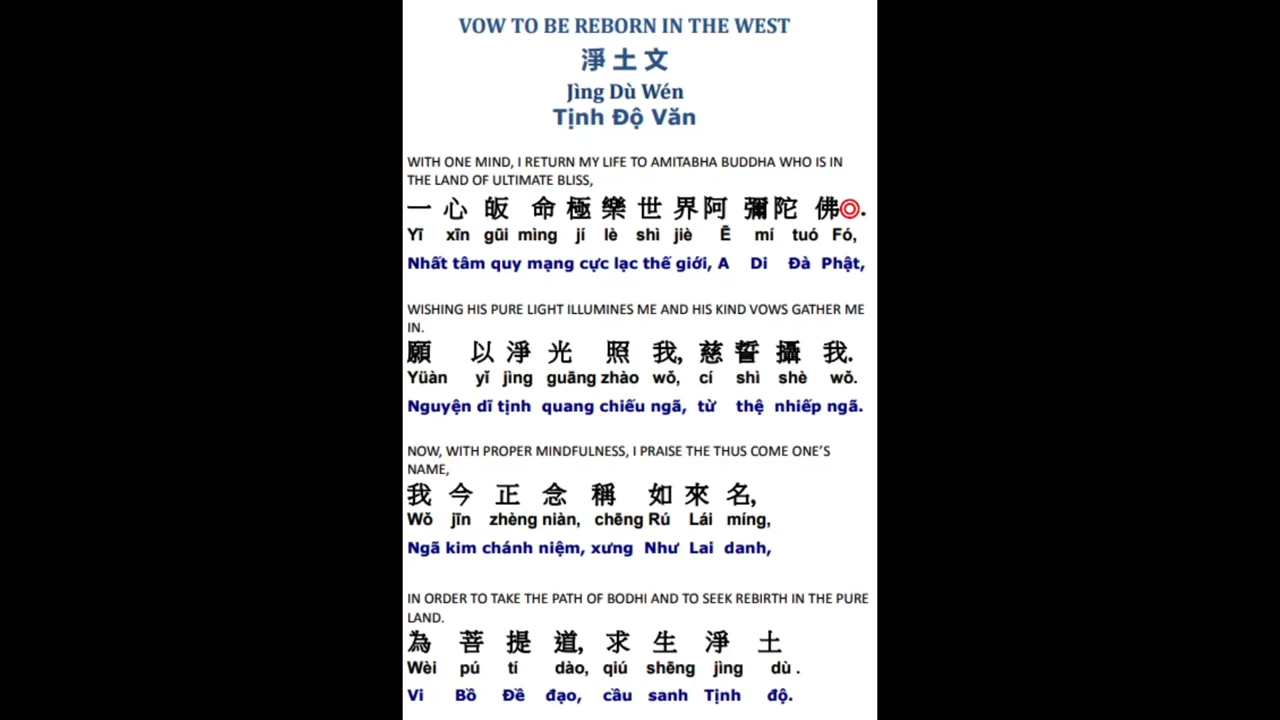 VOW TO BE REBORN IN THE WEST
淨土文
Jìng Dù Wén
Tịnh Độ Văn
WITH ONE MIND, I RETURN MY LIFE TO AMITABHA BUDDHA WHO IS IN
THE LAND OF ULTIMATE BLISS,
一心皈命極樂世界阿彌陀佛.
Yī xīn gūi mìng jí lè shì jiè Ē mí tuó Fó,
Nhất tâm quy mạng cực lạc thế giới, A Di Đà Phật,
WISHING HIS PURE LIGHT ILLUMINES ME AND HIS KIND VOWS GATHER ME
IN.
願以淨光照我, 慈誓攝我.
Yüàn yǐ jìng guāng zhào wǒ, cí shì shè wǒ.
Nguyện dĩ tịnh quang chiếu ngã, từ thệ nhiếp ngã.
NOW, WITH PROPER MINDFULNESS, I PRAISE THE THUS COME ONE'S
NAME,
我今正念稱如來名,
Wǒ jīn zhèng niàn, chēng Rú Lái míng,
Ngã kim chánh niệm, xưng Như Lai danh,
IN ORDER TO TAKE THE PATH OF BODHI AND TO SEEK REBIRTH IN THE PURE
LAND.
為菩提道, 求生淨土
Wèi pú tí dào, qiú shēng jìng dù .
Vi Bồ Đề đạo, cầu sanh Tịnh độ.